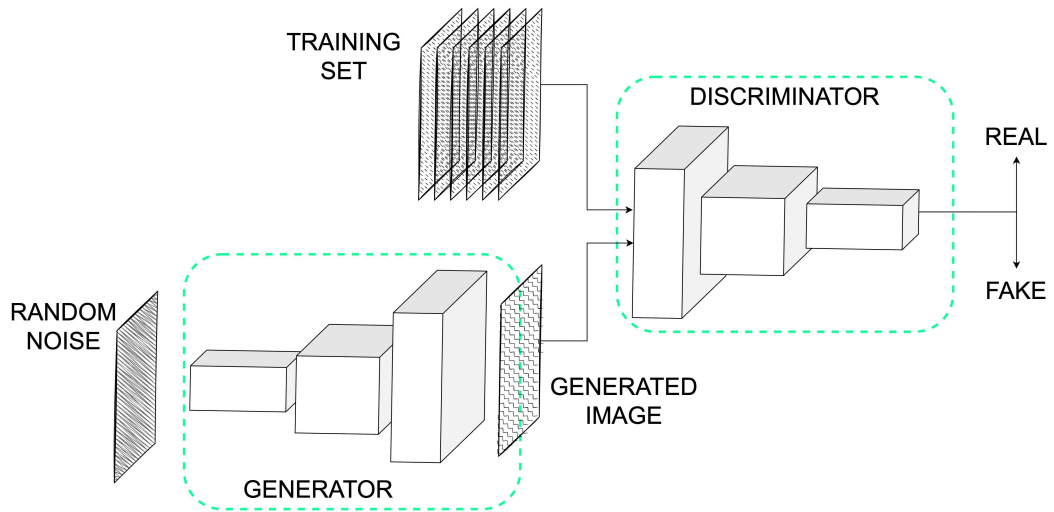 TRAINING
SET
DISCRIMINATOR
REAL
FAKE
RANDOM
NOISE
GENERATED
IMAGE
GENERATOR